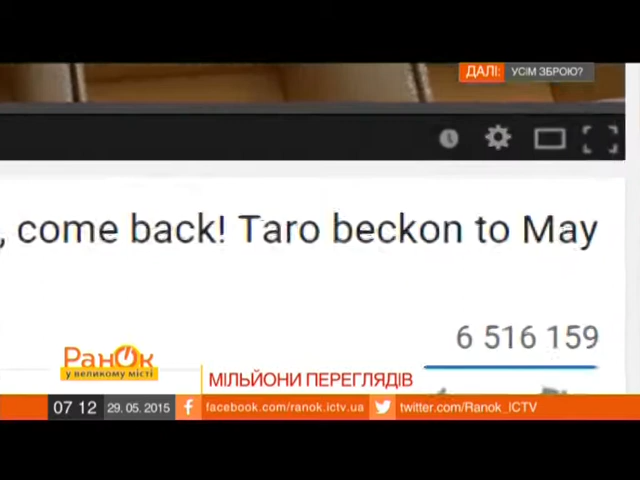 ДАЛІ: УСІМ ЗБРОЮ?
, come back! Taro beckon to May
6 516 159
РанОк
у великому місті
МІЛЬЙОНИ ПЕРЕГЛЯДІВ
07 12 29. 05. 2015 facebook.com/ranok.ictv.ua twitter.com/Ranok_ICTV